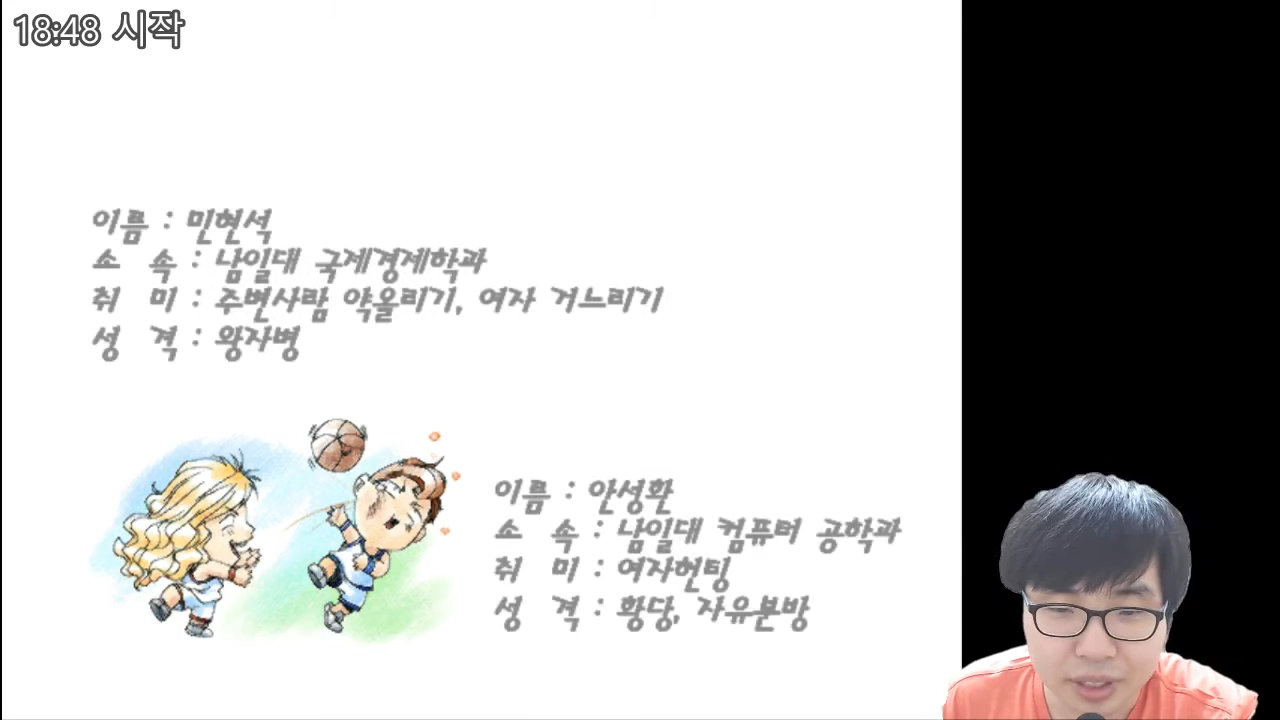 18:48 시작
이름 : 민현석
소 속 : 남일대 국제경제학과
취 미 : 주변사람 약올리기, 여자 거느리기
성 격 : 왕자병
이름 : 안성환
소 속 : 남일대 컴퓨터 공학과
취 미 : 여자헌팅
성 격 : 황당, 자유분방